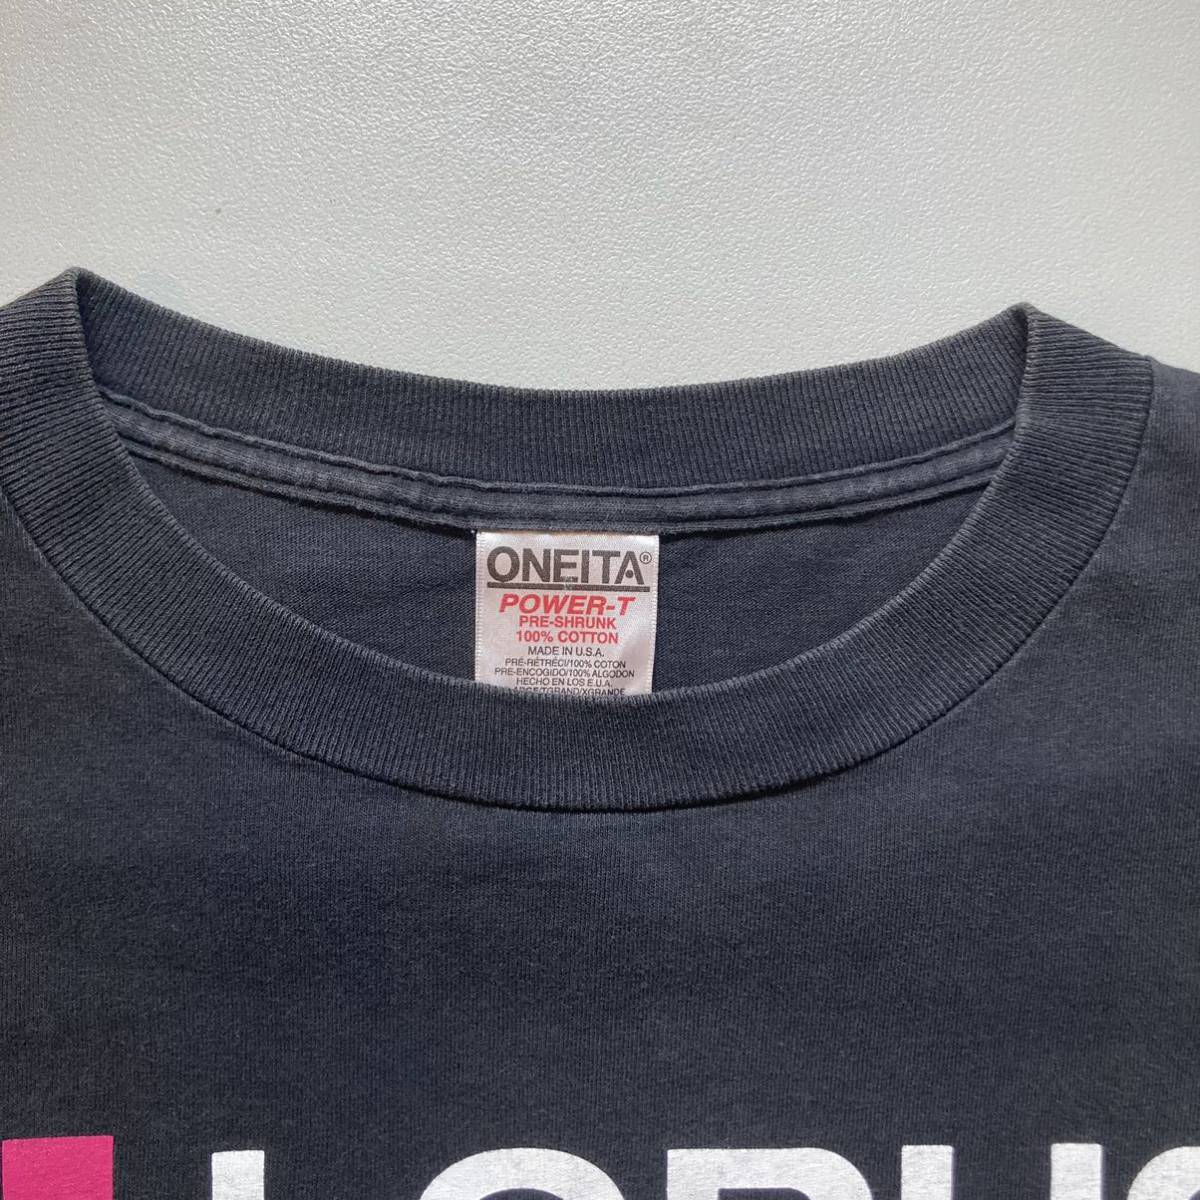 ONEITA®
POWER-T
PRE-SHRUNK
100% COTTON
MADE IN U.S.A.
PRÉ-RÉTRÉCI/100% COTON
PRE-ENCOGIDO/100% ALGODON
HECHO EN LOS E.U.A.